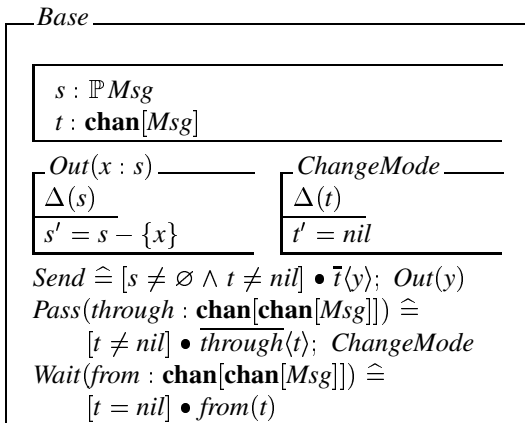 Base
s : ℙ Msg
t : chan[Msg]
Out(x : s)
Δ(s)
s′ = s − {x}
ChangeMode
Δ(t)
t′ = nil
Send ≙ [s ≠ ∅ ∧ t ≠ nil] • t̅⟨y⟩; Out(y)
Pass(through : chan[chan[Msg]]) ≙
[t ≠ nil] • t̅h̅r̅o̅u̅g̅h̅⟨t⟩; ChangeMode
Wait(from : chan[chan[Msg]]) ≙
[t = nil] • from(t)